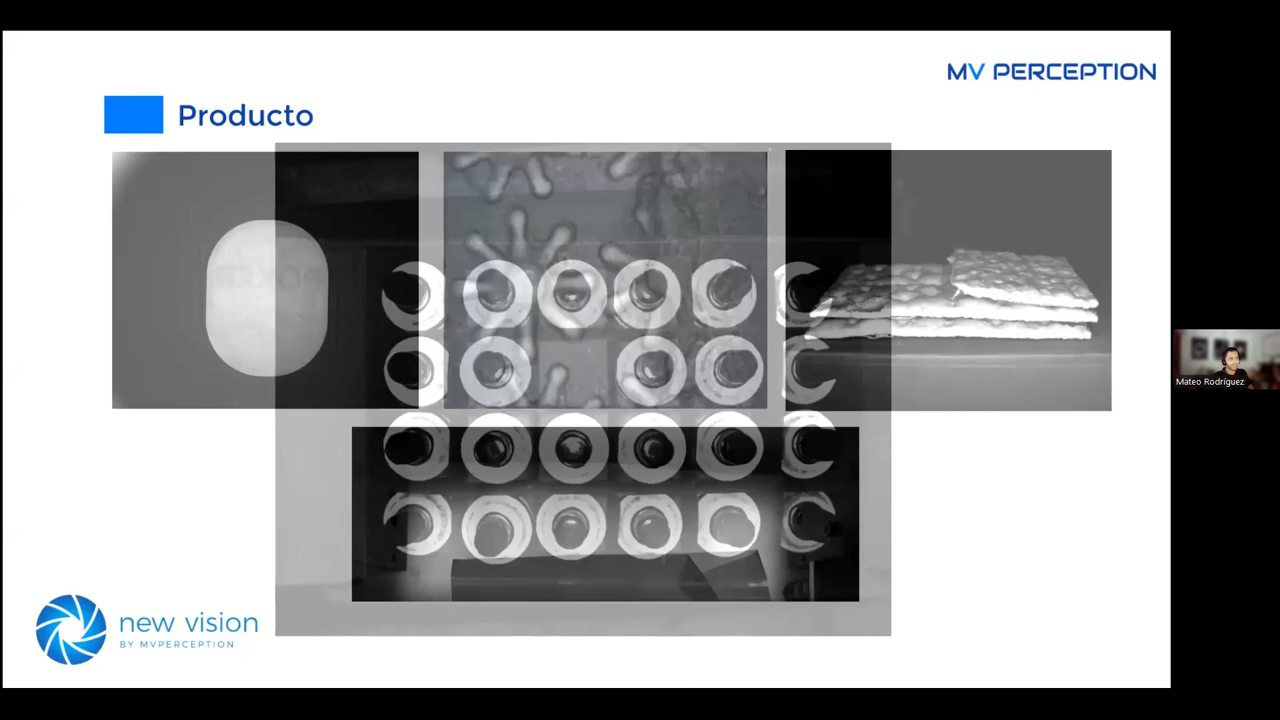 MV PERCEPTION
Producto
Mateo Rodríguez
new vision
BY MVPERCEPTION